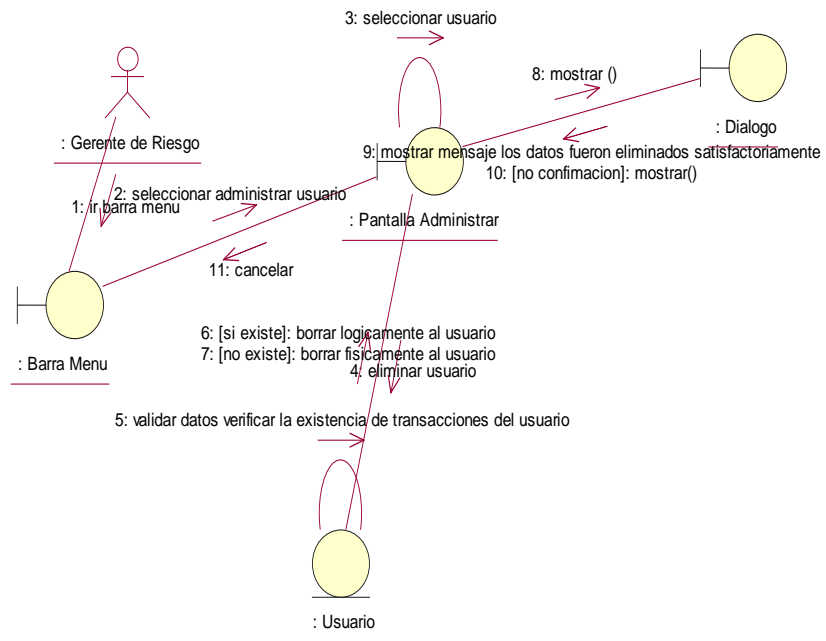 3: seleccionar usuario
8: mostrar ()
: Dialogo
: Gerente de Riesgo
9: mostrar mensaje los datos fueron eliminados satisfactoriamente
10: [no confimacion]: mostrar()
2: seleccionar administrar usuario
1: ir barra menu
: Pantalla Administrar
11: cancelar
6: [si existe]: borrar logicamente al usuario
7: [no existe]: borrar fisicamente al usuario
: Barra Menu
4: eliminar usuario
5: validar datos verificar la existencia de transacciones del usuario
: Usuario